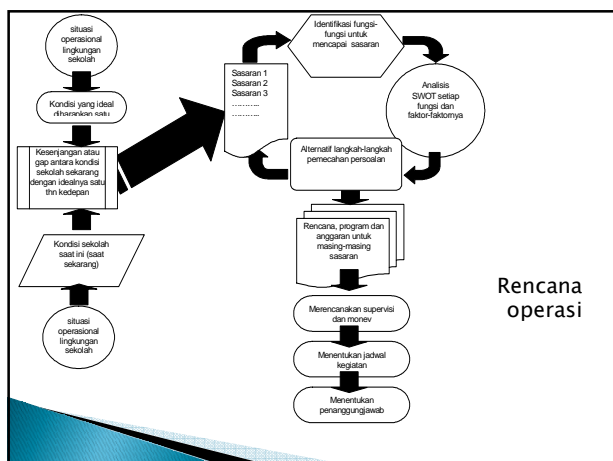 situasi
operasional
lingkungan
sekolah
Kondisi yang ideal
diharapkan satu
Kesenjangan atau
gap antara kondisi
sekolah sekarang
dengan idealnya satu
thn kedepan
Kondisi sekolah
saat ini (saat
sekarang)
situasi
operasional
lingkungan
sekolah
Sasaran 1
Sasaran 2
Sasaran 3
...........
...........
Identifikasi fungsi-
fungsi untuk
mencapai sasaran
Analisis
SWOT setiap
fungsi dan
faktor-faktornya
Alternatif langkah-langkah
pemecahan persoalan
Rencana, program dan
anggaran untuk
masing-masing
sasaran
Merencanakan supervisi
dan monev
Menentukan jadwal
kegiatan
Menentukan
penanggungjawab
Rencana
operasi